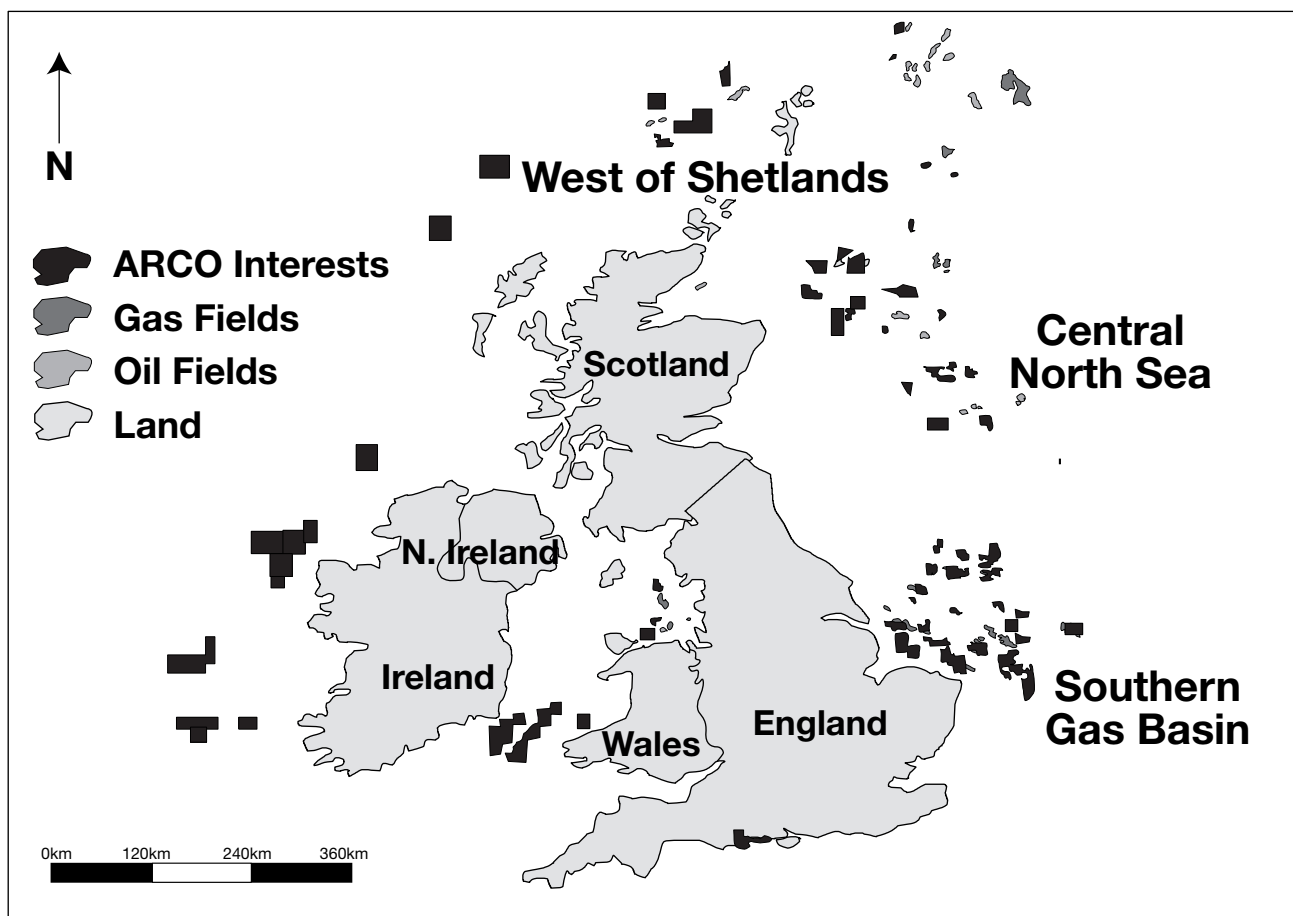 N
West of Shetlands
ARCO Interests
Gas Fields
Oil Fields
Land
Central
North Sea
Scotland
N. Ireland
Ireland
Wales
England
Southern
Gas Basin
0km 120km 240km 360km